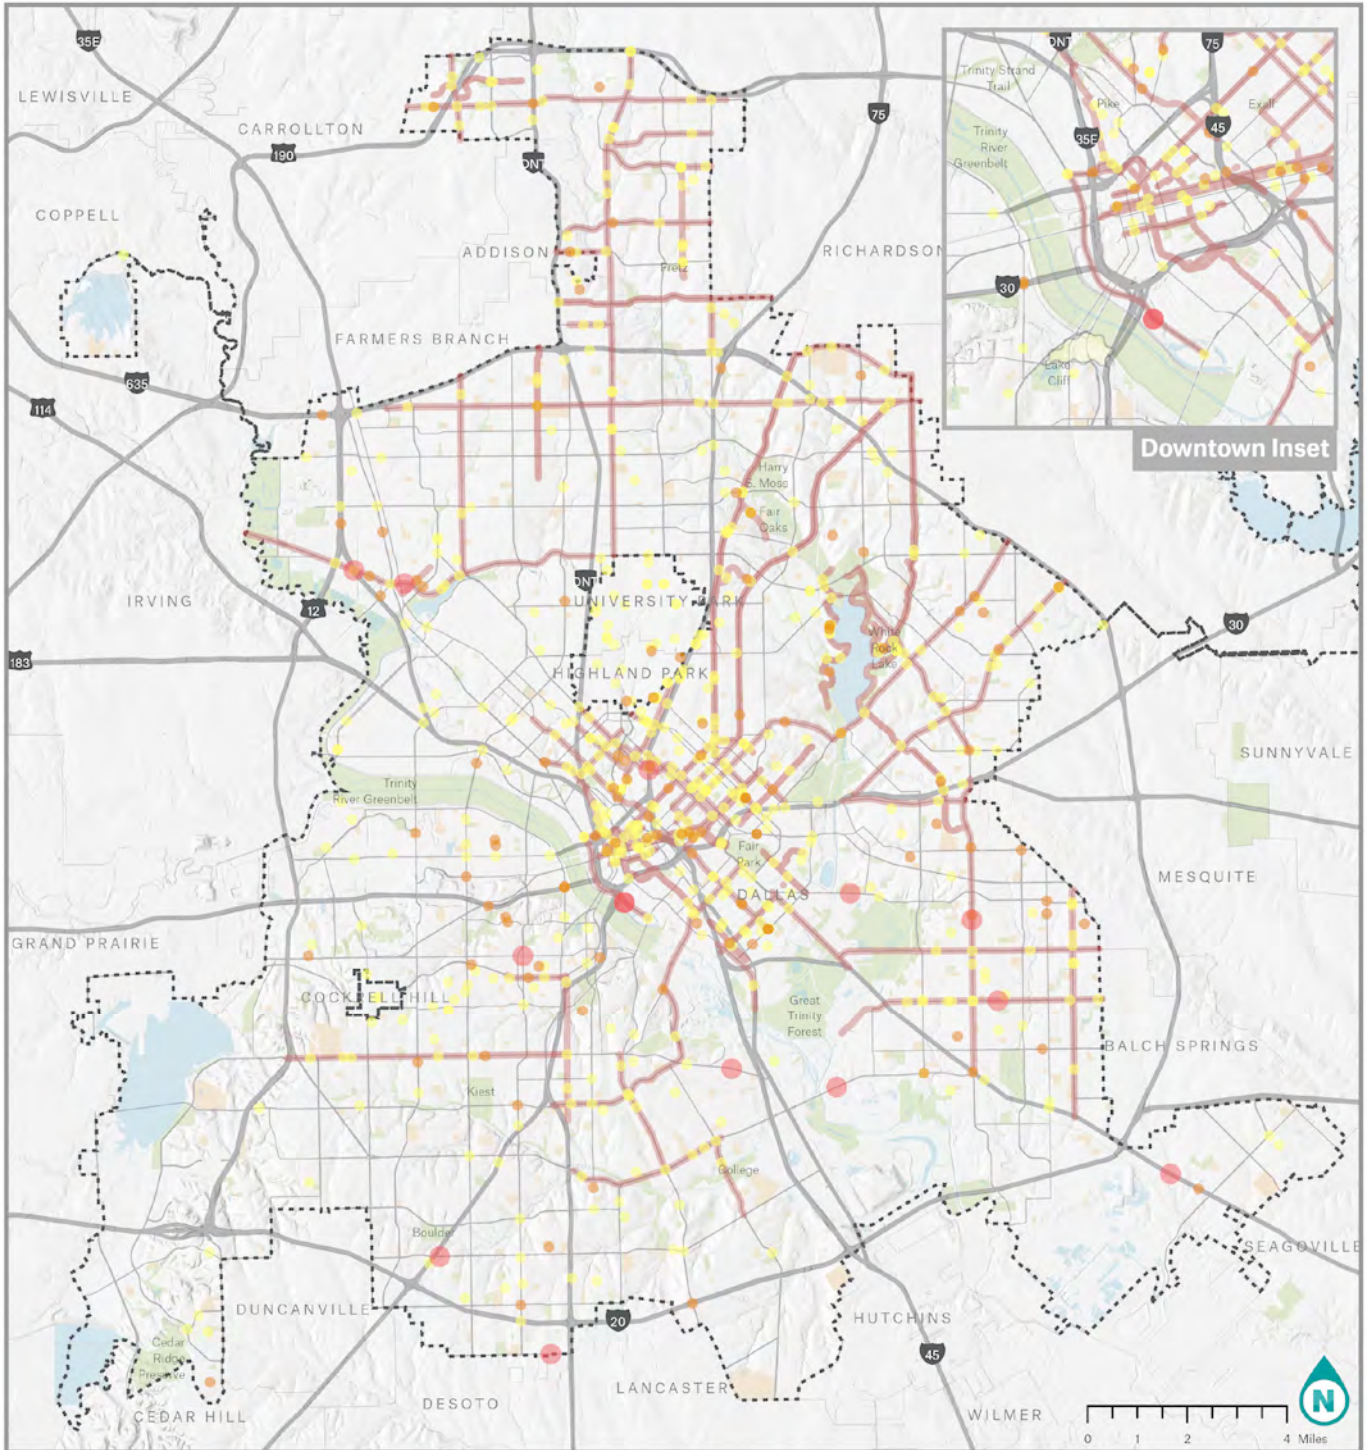 35E
DNT
75
Trinity Strand
Trail
LEWISVILLE
Pike
Exall
CARROLLTON
75
35E
45
Trinity
River
Greenbelt
190
DNT
COPPELL
ADDISON
RICHARDSON
Fretz
30
FARMERS BRANCH
Lake
Cliff
635
114
Downtown Inset
Harry
S. Moss
Fair
Oaks
DNT
IRVING
UNIVERSITY PARK
12
30
White
Rock
Lake
183
HIGHLAND PARK
SUNNYVALE
Trinity
River Greenbelt
Fair
Park
MESQUITE
DALLAS
GRAND PRAIRIE
COCKRELL HILL
Great
Trinity
Forest
BALCH SPRINGS
Kiest
College
Boulder
SEAGOVILLE
DUNCANVILLE
20
HUTCHINS
Cedar
Ridge
Preserve
45
LANCASTER
N
DESOTO
CEDAR HILL
WILMER
0 1 2 4 Miles